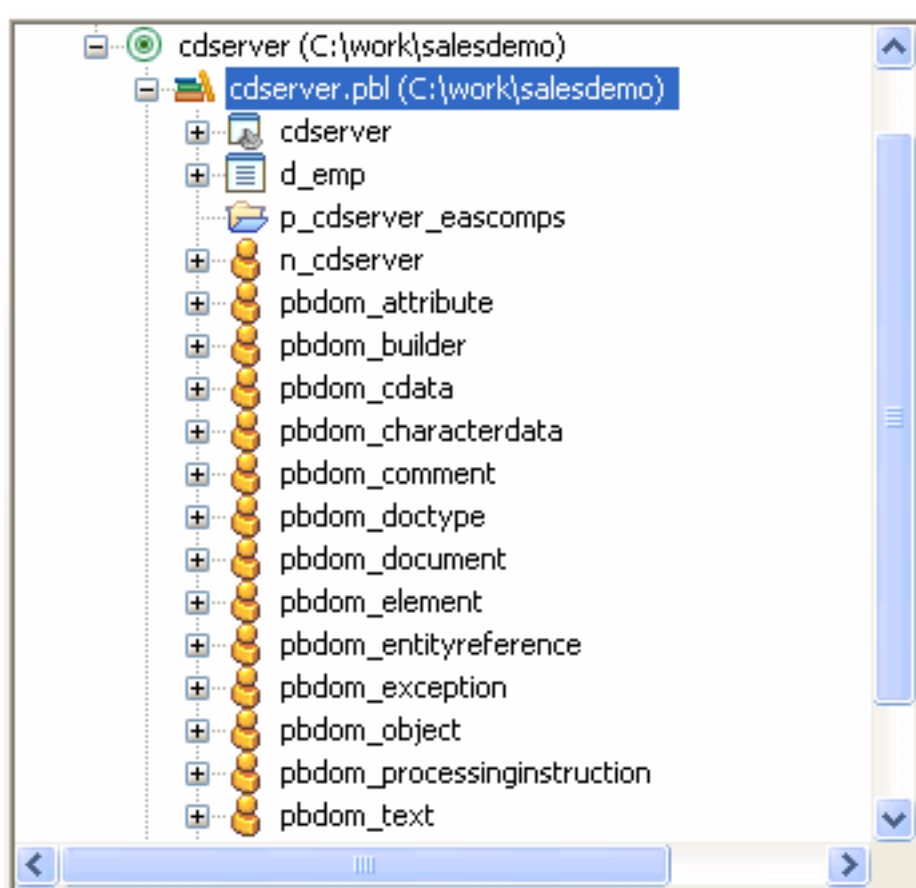 cdserver (C:\work\salesdemo)
cdserver.pbl (C:\work\salesdemo)
cdserver
d_emp
p_cdserver_eascomps
n_cdserver
pbdom_attribute
pbdom_builder
pbdom_cdata
pbdom_characterdata
pbdom_comment
pbdom_doctype
pbdom_document
pbdom_element
pbdom_entityreference
pbdom_exception
pbdom_object
pbdom_processinginstruction
pbdom_text